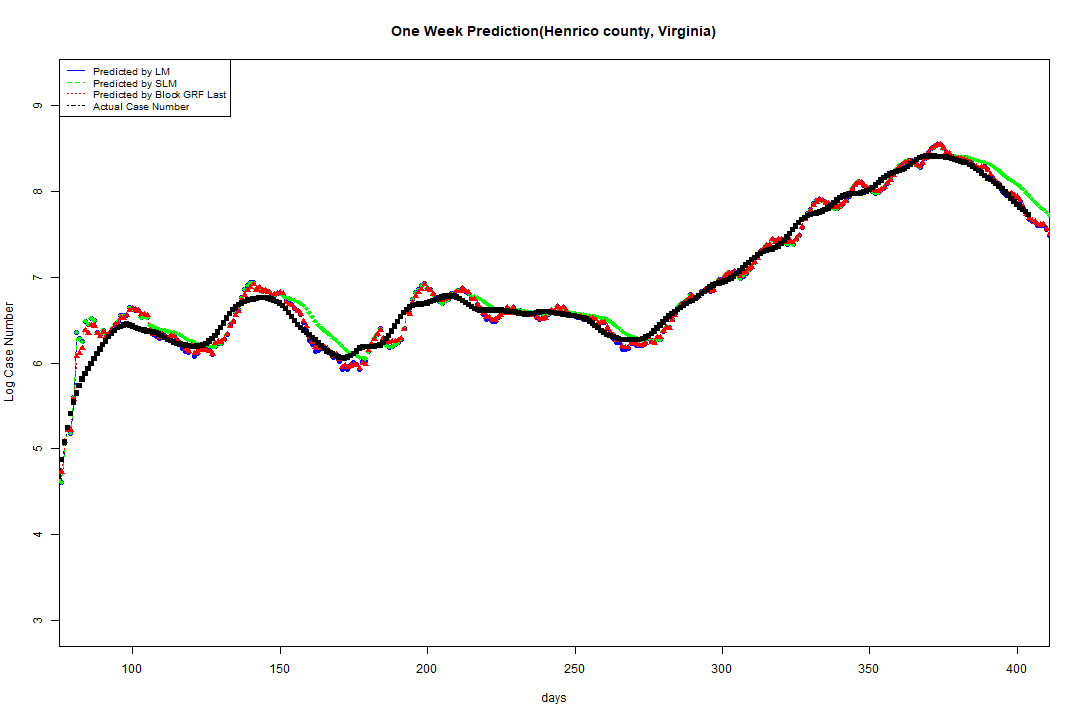 One Week Prediction(Henrico county, Virginia)
Predicted by LM
Predicted by SLM
Predicted by Block GRF Last
Actual Case Number
9
8
7
6
5
4
3
Log Case Number
100 150 200 250 300 350 400
days